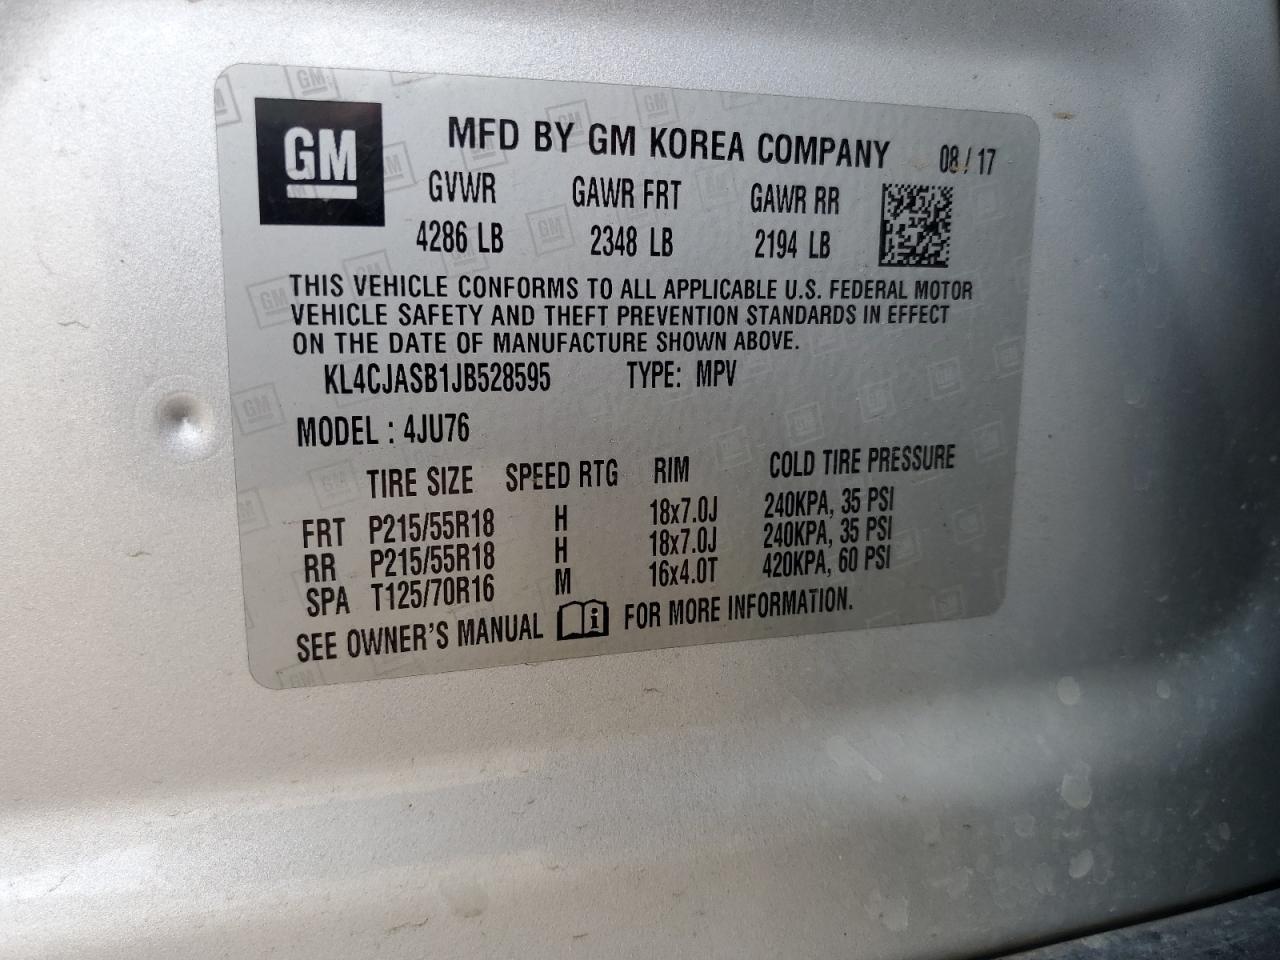 GM
MFD BY GM KOREA COMPANY 08 / 17
GVWR GAWR FRT GAWR RR
4286 LB 2348 LB 2194 LB
THIS VEHICLE CONFORMS TO ALL APPLICABLE U.S. FEDERAL MOTOR
VEHICLE SAFETY AND THEFT PREVENTION STANDARDS IN EFFECT
ON THE DATE OF MANUFACTURE SHOWN ABOVE.
KL4CJASB1JB528595 TYPE: MPV
MODEL : 4JU76
TIRE SIZE SPEED RTG RIM COLD TIRE PRESSURE
FRT P215/55R18 H 18x7.0J 240KPA, 35 PSI
RR P215/55R18 H 18x7.0J 240KPA, 35 PSI
SPA T125/70R16 M 16x4.0T 420KPA, 60 PSI
SEE OWNER'S MANUAL i FOR MORE INFORMATION.